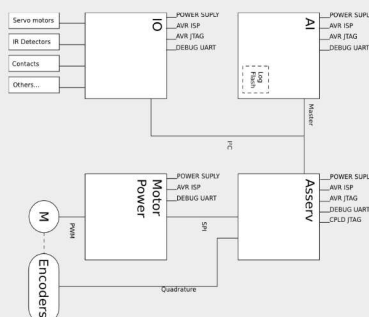 Servo motors
IR Detectors
Contacts
Others...
IO
POWER SUPLY
AVR ISP
AVR JTAG
DEBUG UART
AI
Log
Flash
POWER SUPL
AVR ISP
AVR JTAG
DEBUG UART
Master
I²C
Motor
Power
POWER SUPLY
AVR ISP
DEBUG UART
Asserv
POWER SUPL
AVR ISP
AVR JTAG
DEBUG UART
CPLD JTAG
M
PWM
SPI
Encoders
Quadrature